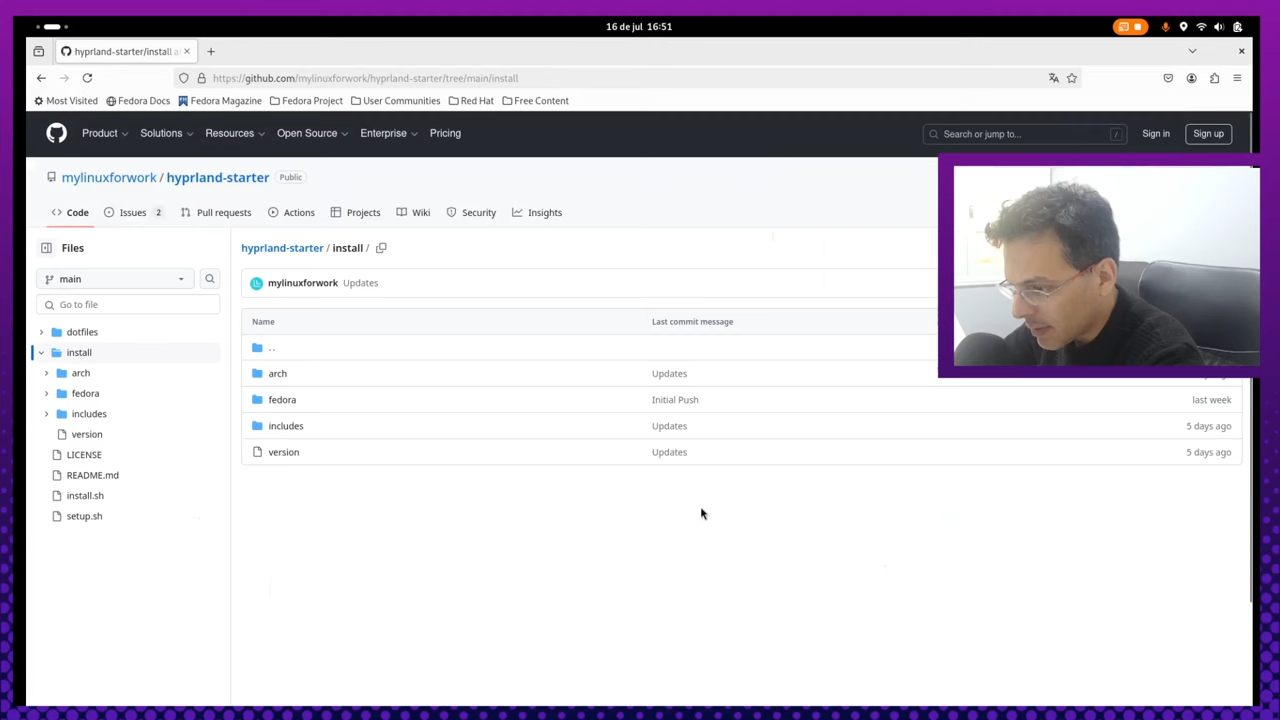 16 de jul 16:51
hyprland-starter/install a
https://github.com/mylinuxforwork/hyprland-starter/tree/main/install
Most Visited Fedora Docs Fedora Magazine Fedora Project User Communities Red Hat Free Content
Product Solutions Resources Open Source Enterprise Pricing Search or jump to... / Sign in Sign up
mylinuxforwork / hyprland-starter Public
Code Issues 2 Pull requests Actions Projects Wiki Security Insights
Files
main
Go to file
dotfiles
install
arch
fedora
includes
version
LICENSE
README.md
install.sh
setup.sh
hyprland-starter / install /
mylinuxforwork Updates
Name Last commit message
..
arch Updates
fedora Initial Push last week
includes Updates 5 days ago
version Updates 5 days ago